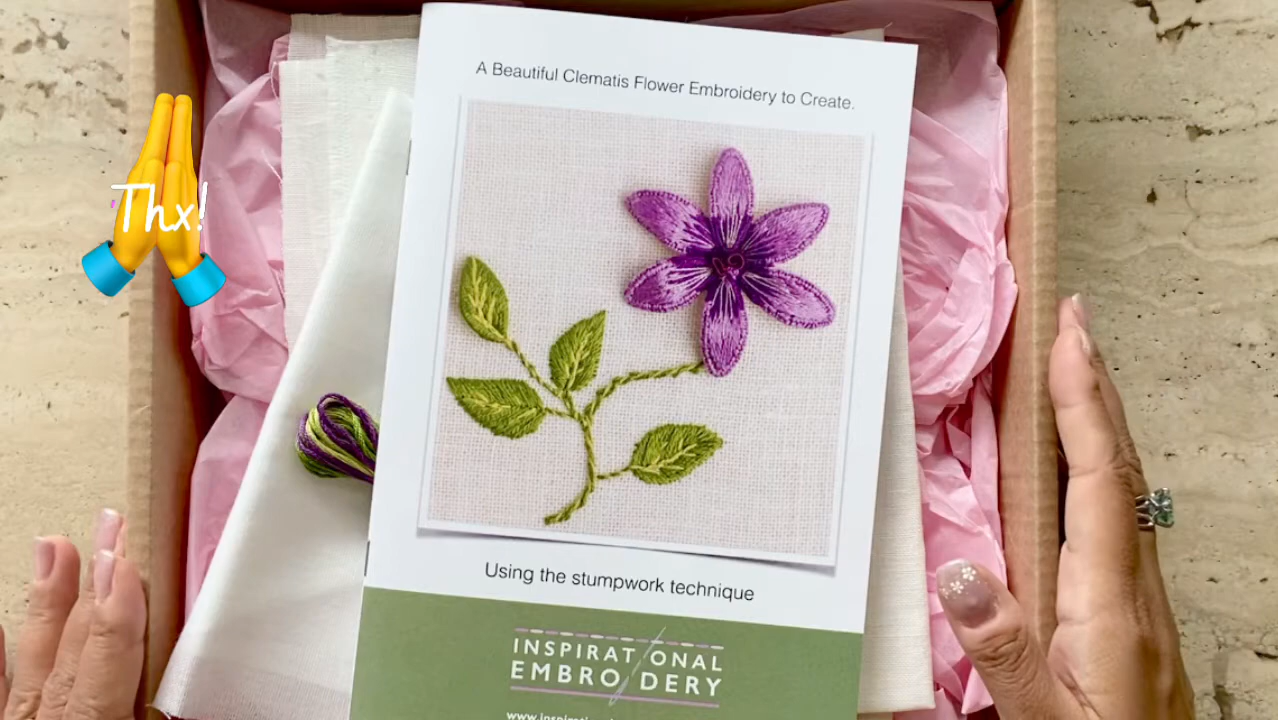 A Beautiful Clematis Flower Embroidery to Create.
Thx!
Using the stumpwork technique
INSPIRATIONAL
EMBROIDERY